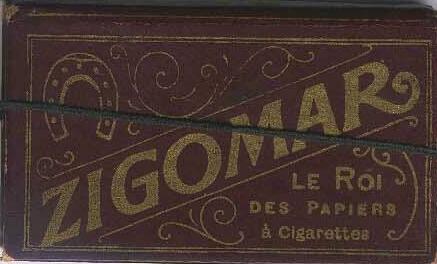 ZIGOMAR
LE ROI
DES PAPIERS
à Cigarettes